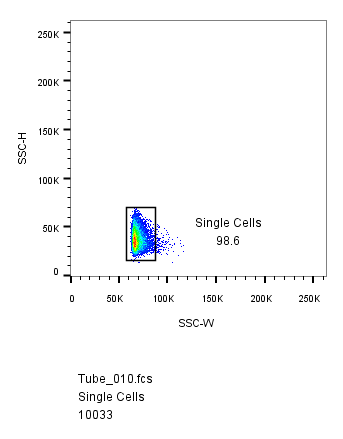 250K
200K
150K
100K
50K
0
SSC-H
Single Cells
98.6
0 50K 100K 150K 200K 250K
SSC-W
Tube_010.fcs
Single Cells
10033